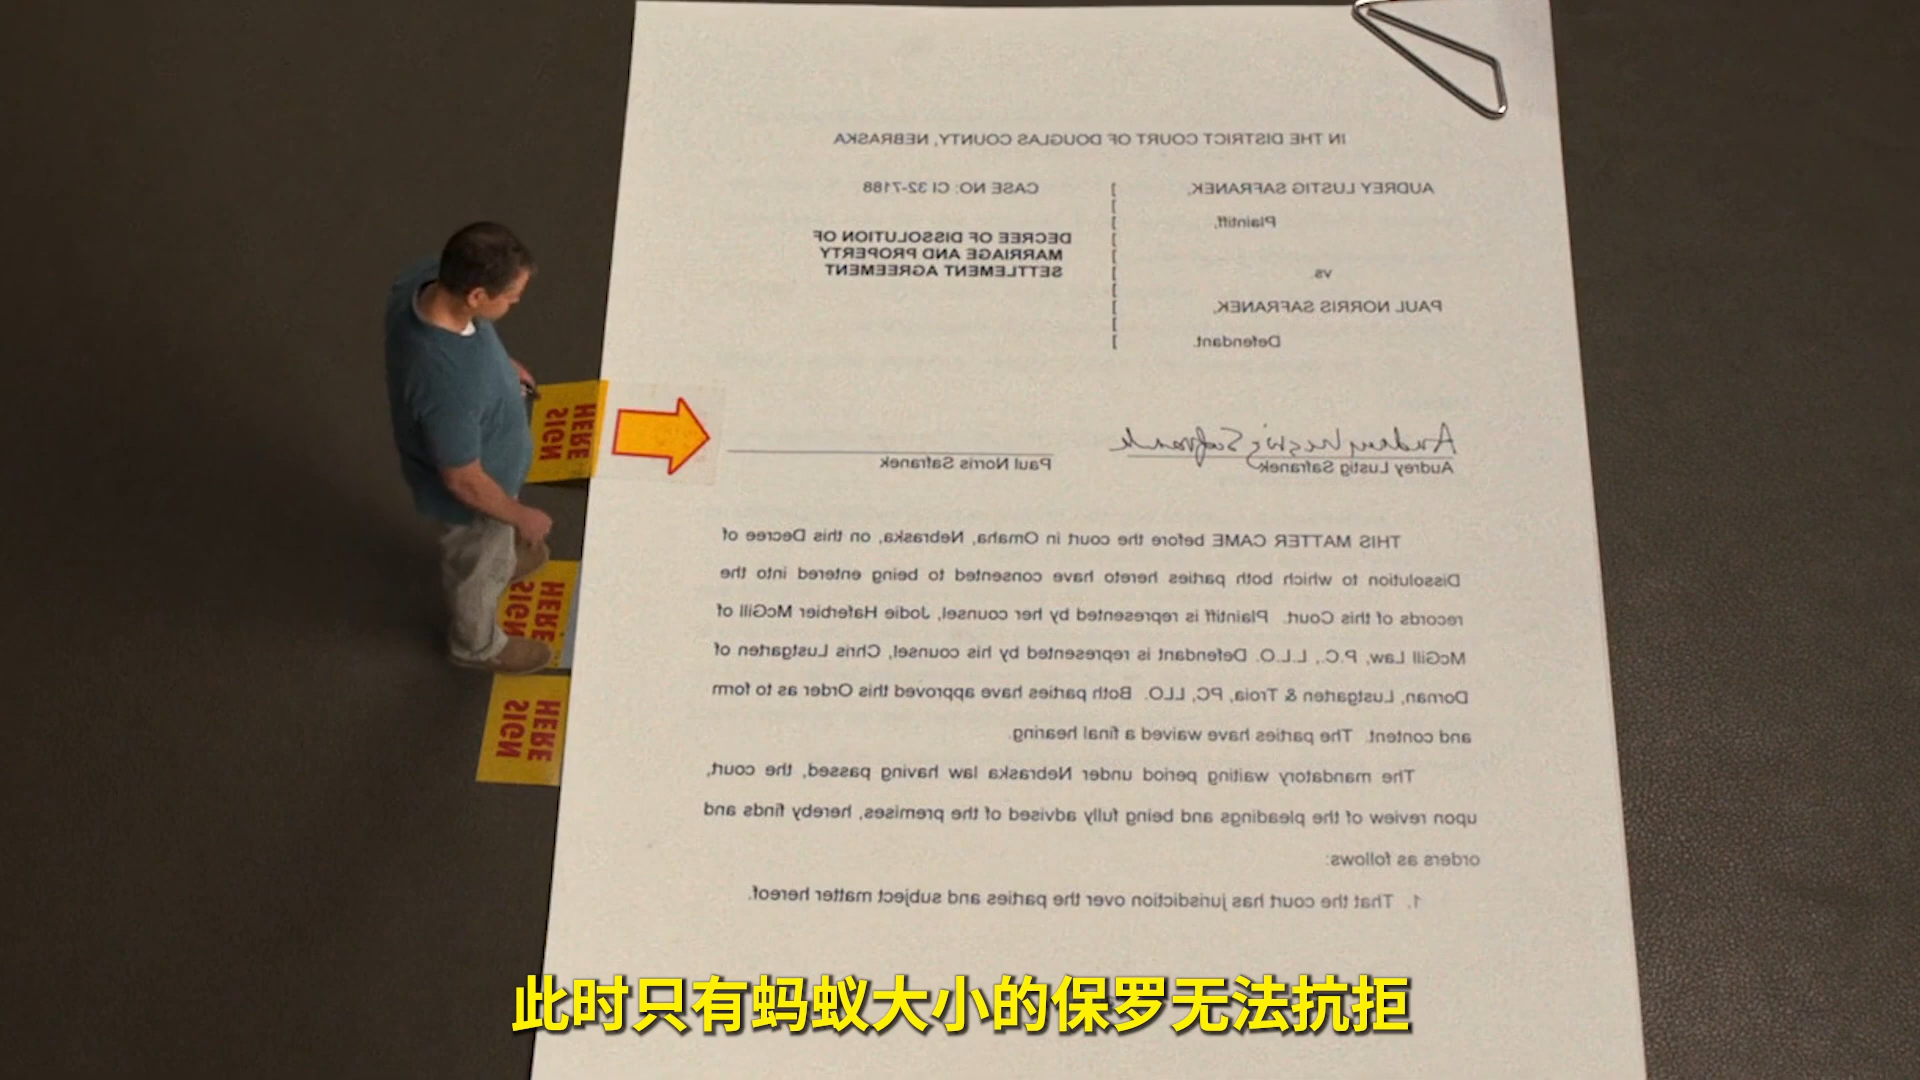 IN THE DISTRICT COURT OF DOUGLAS COUNTY, NEBRASKA
AUDREY LUSTIG SAFRANEK,
Plaintiff,
vs
PAUL NORRIS SAFRANEK,
Defendant.
CASE NO: CI 32-7188
DECREE OF DISSOLUTION OF
MARRIAGE AND PROPERTY
SETTLEMENT AGREEMENT
Audrey Lustig Safranek
Audrey Lustig Safranek
Paul Norris Safranek
SIGN
HERE
SIGN
HERE
SIGN
HERE
THIS MATTER CAME before the court in Omaha, Nebraska, on this Decree of
Dissolution to which both parties hereto have consented to being entered into the
records of this Court. Plaintiff is represented by her counsel, Jodie Haferbier McGill of
McGill Law, P.C., L.L.O. Defendant is represented by his counsel, Chris Lustgarten of
Dornan, Lustgarten & Troia, PC, LLO. Both parties have approved this Order as to form
and content. The parties have waived a final hearing.
The mandatory waiting period under Nebraska law having passed, the court,
upon review of the pleadings and being fully advised of the premises, hereby finds and
orders as follows:
1. That the court has jurisdiction over the parties and subject matter hereof.
此时只有蚂蚁大小的保罗无法抗拒